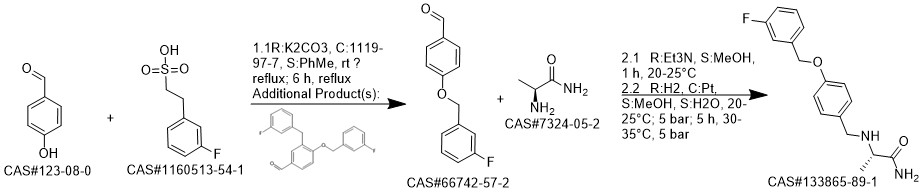 O
OH
CAS#123-08-0
+
OH
O=S=O
F
CAS#1160513-54-1
1.1R:K2CO3, C:1119-
97-7, S:PhMe, rt ?
reflux; 6 h, reflux
Additional Product(s):
F
O
F
O
O
O
F
CAS#66742-57-2
+
O
NH2
NH2
CAS#7324-05-2
2.1 R:Et3N, S:MeOH,
1 h, 20-25°C
2.2 R:H2, C:Pt,
S:MeOH, S:H2O, 20-
25°C; 5 bar; 5 h, 30-
35°C, 5 bar
F
O
NH
O
NH2
CAS#133865-89-1